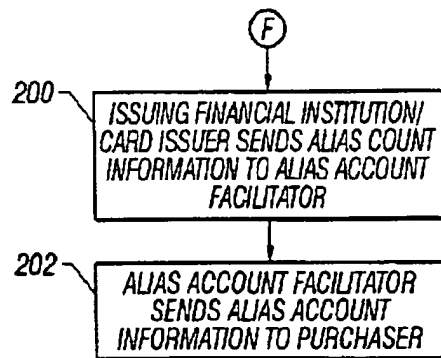 F
200
ISSUING FINANCIAL INSTITUTION/
CARD ISSUER SENDS ALIAS COUNT
INFORMATION TO ALIAS ACCOUNT
FACILITATOR
202
ALIAS ACCOUNT FACILITATOR
SENDS ALIAS ACCOUNT
INFORMATION TO PURCHASER